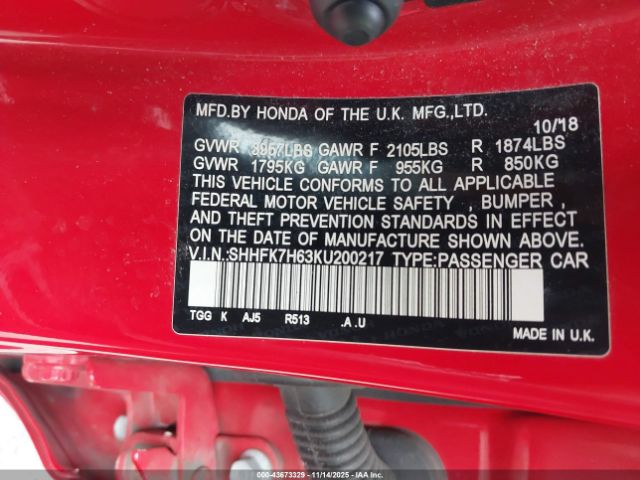 MFD.BY HONDA OF THE U.K. MFG.,LTD.
10/18
GVWR 3957LBS GAWR F 2105LBS R 1874LBS
GVWR 1795KG GAWR F 955KG R 850KG
THIS VEHICLE CONFORMS TO ALL APPLICABLE
FEDERAL MOTOR VEHICLE SAFETY , BUMPER ,
AND THEFT PREVENTION STANDARDS IN EFFECT
ON THE DATE OF MANUFACTURE SHOWN ABOVE.
V.I.N.:SHHFK7H63KU200217 TYPE:PASSENGER CAR
TGG K AJ5 R513 .A .U
MADE IN U.K.
000-43673329 - 11/14/2025 - IAAI.COM